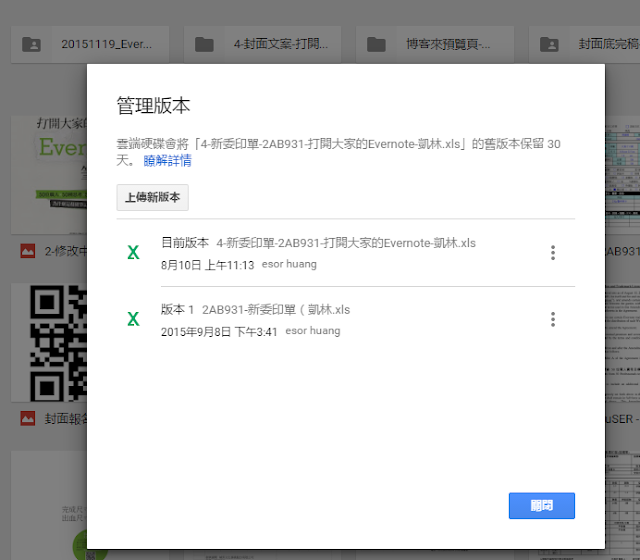 20151119_Ever...
4-封面文案-打開...
博客來預覽頁-...
封面底完稿
管理版本
雲端硬碟會將「4-新委印單-2AB931-打開大家的Evernote-凱林.xls」的舊版本保留 30
天。 瞭解詳情
上傳新版本
目前版本 4-新委印單-2AB931-打開大家的Evernote-凱林.xls
8月10日 上午11:13 esor huang
版本 1 2AB931-新委印單 ( 凱林.xls
2015年9月8日 下午3:41 esor huang
打開大家的
Ever
2-修改中
AB931
封面報名
uSER -
完成尺
出血尺
關閉